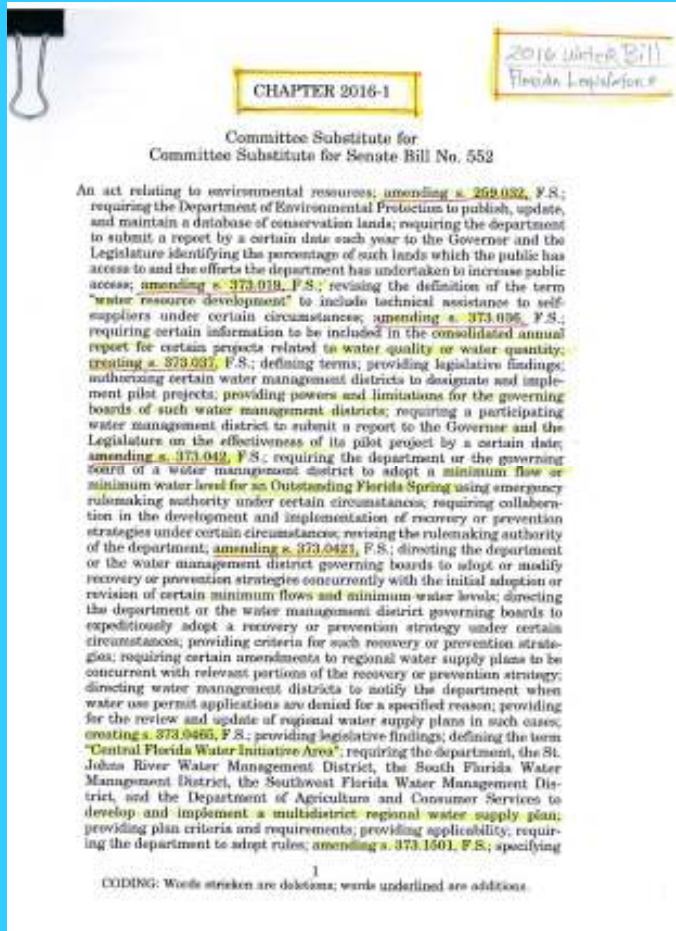 2016 Water Bill
Florida Legislature
CHAPTER 2016-1
Committee Substitute for
Committee Substitute for Senate Bill No. 552
An act relating to environmental resources; amending s. 259.032, F.S.;
requiring the Department of Environmental Protection to publish, update,
and maintain a database of conservation lands; requiring the department
to submit a report by a certain date each year to the Governor and the
Legislature identifying the percentage of such lands which the public has
access to and the efforts the department has undertaken to increase public
access; amending s. 373.019, F.S.; revising the definition of the term
"water resource development" to include technical assistance to self-
suppliers under certain circumstances; amending s. 373.036, F.S.;
requiring certain information to be included in the consolidated annual
report for certain projects related to water quality or water quantity;
creating s. 373.037, F.S.; defining terms; providing legislative findings;
authorizing certain water management districts to designate and imple-
ment pilot projects; providing powers and limitations for the governing
boards of such water management districts; requiring a participating
water management district to submit a report to the Governor and the
Legislature on the effectiveness of its pilot project by a certain date;
amending s. 373.042, F.S.; requiring the department or the governing
board of a water management district to adopt a minimum flow or
minimum water level for an Outstanding Florida Spring using emergency
rulemaking authority under certain circumstances; requiring collabora-
tion in the development and implementation of recovery or prevention
strategies under certain circumstances; revising the rulemaking authority
of the department; amending s. 373.0421, F.S.; directing the department
or the water management district governing boards to adopt or modify
recovery or prevention strategies concurrently with the initial adoption or
revision of certain minimum flows and minimum water levels; directing
the department or the water management district governing boards to
expeditiously adopt a recovery or prevention strategy under certain
circumstances; providing criteria for such recovery or prevention strate-
gies; requiring certain amendments to regional water supply plans to be
concurrent with relevant portions of the recovery or prevention strategy;
directing water management districts to notify the department when
water use permit applications are denied for a specified reason; providing
for the review and update of regional water supply plans in such cases;
creating s. 373.0465, F.S.; providing legislative findings; defining the term
"Central Florida Water Initiative Area"; requiring the department, the St.
Johns River Water Management District, the South Florida Water
Management District, the Southwest Florida Water Management Dis-
trict, and the Department of Agriculture and Consumer Services to
develop and implement a multidistrict regional water supply plan;
providing plan criteria and requirements; providing applicability; requir-
ing the department to adopt rules; amending s. 373.1501, F.S.; specifying
1
CODING: Words stricken are deletions; words underlined are additions.